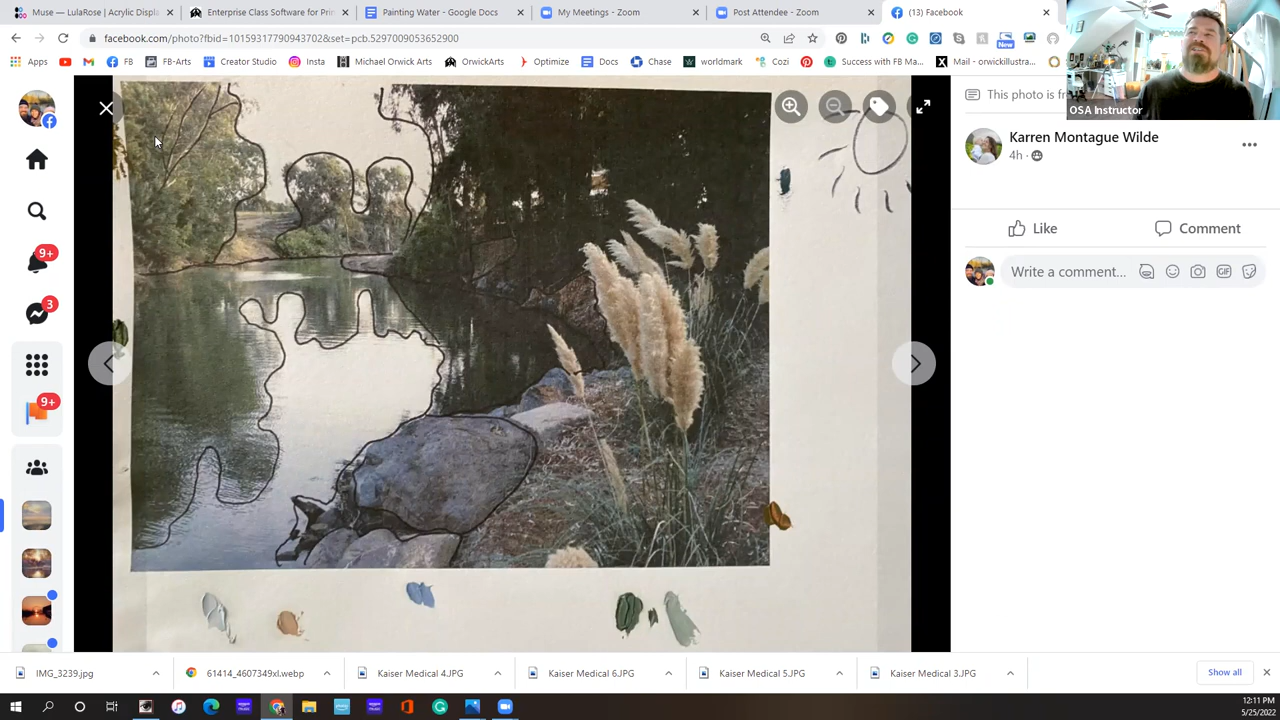 Muse — LulaRose | Acrylic Displa
Enterprise Class Software for Prin
Painting Water - Google Docs
My Meetings - Zoom
Post Attendee - Zoom
(13) Facebook
facebook.com/photo?fbid=10159317790943702&set=pcb.5297009053652900
New
Apps
FB
FB-Arts
Creator Studio
Insta
Michael Orwick Arts
OrwickArts
Optimize
Docs
Chase
worldmark
Cozi
Success with FB Ma...
Mail - orwickillustra...
OSA Instructor
This photo is fr
Karren Montague Wilde
4h
Like
Comment
Write a comment...
GIF
9+
3
9+
IMG_3239.jpg
61414_4607349xl.webp
Kaiser Medical 4.JPG
Kaiser Medical 6.JPG
Kaiser Medical 5.JPG
Kaiser Medical 3.JPG
Show all
12:11 PM
5/25/2022